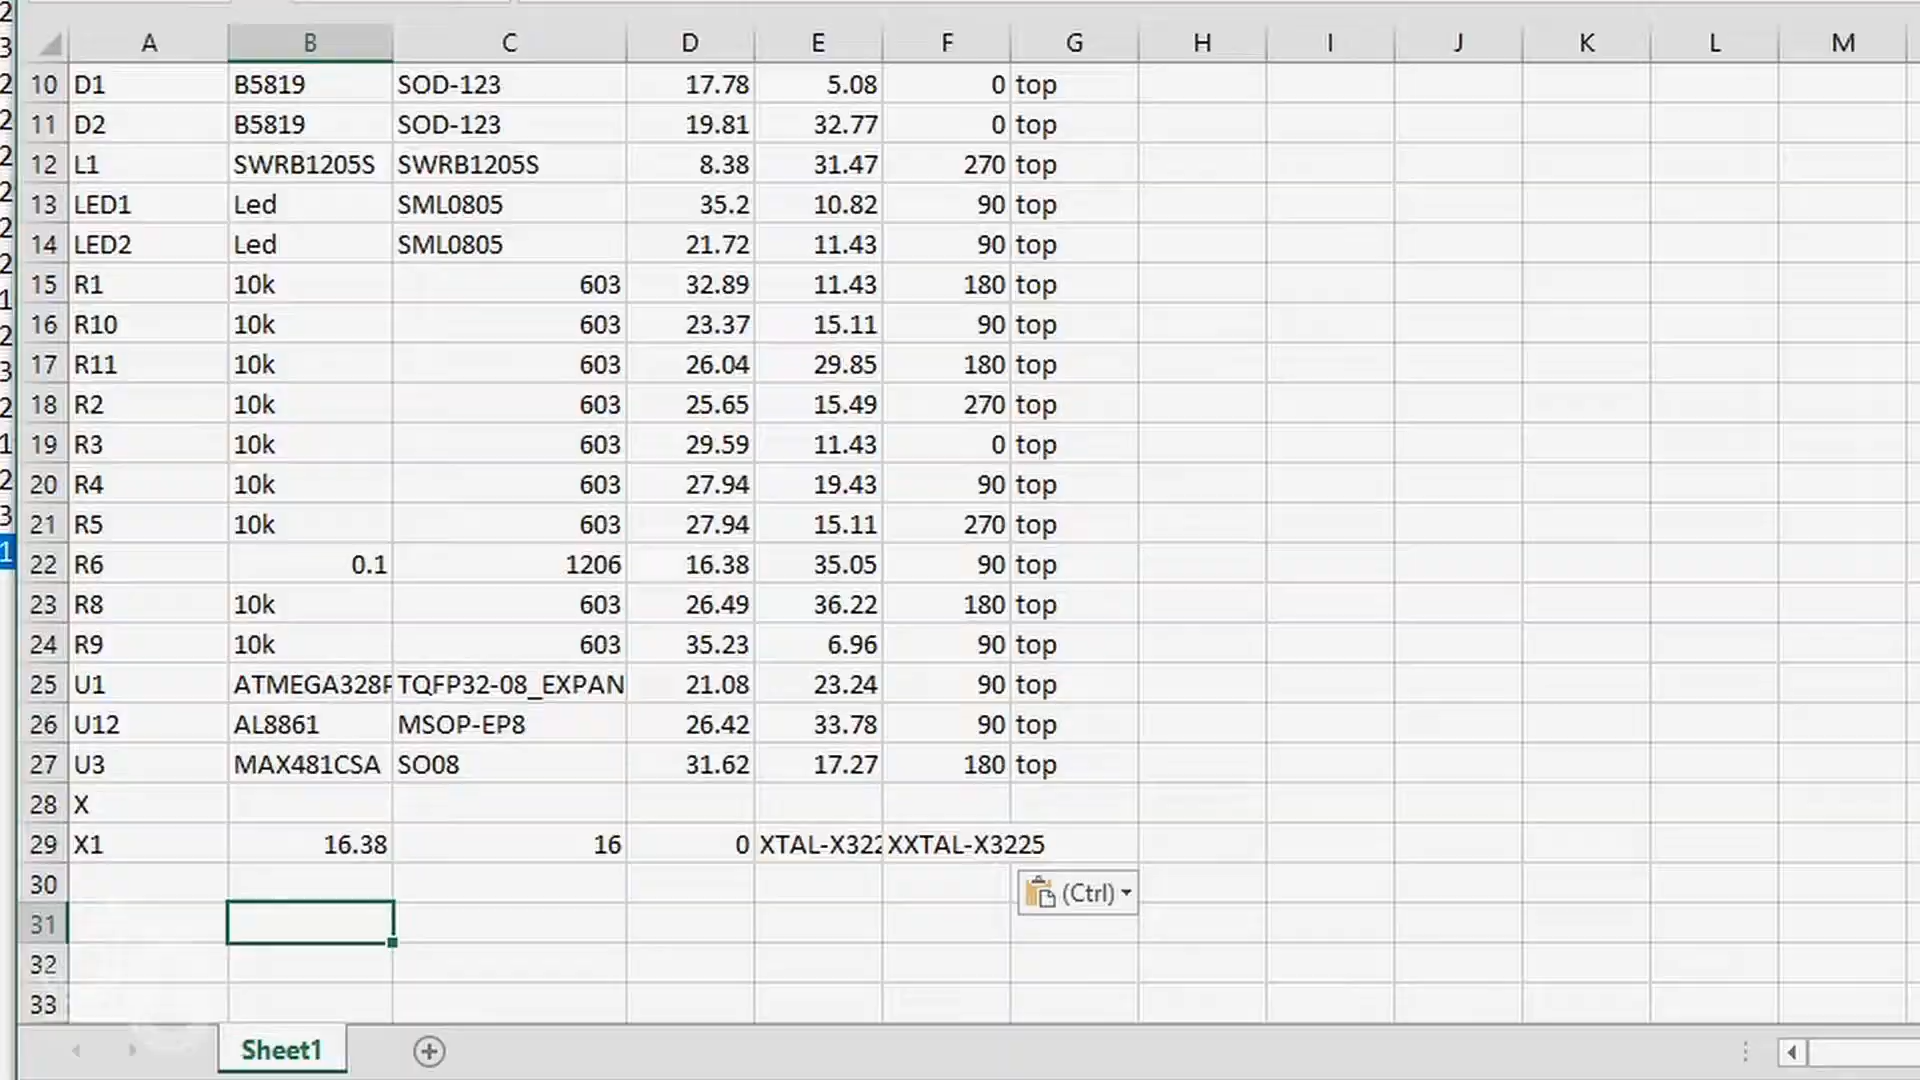 A B C D E F G H I J K L M
10 D1 B5819 SOD-123 17.78 5.08 0 top
11 D2 B5819 SOD-123 19.81 32.77 0 top
12 L1 SWRB1205S SWRB1205S 8.38 31.47 270 top
13 LED1 Led SML0805 35.2 10.82 90 top
14 LED2 Led SML0805 21.72 11.43 90 top
15 R1 10k 603 32.89 11.43 180 top
16 R10 10k 603 23.37 15.11 90 top
17 R11 10k 603 26.04 29.85 180 top
18 R2 10k 603 25.65 15.49 270 top
19 R3 10k 603 29.59 11.43 0 top
20 R4 10k 603 27.94 19.43 90 top
21 R5 10k 603 27.94 15.11 270 top
22 R6 0.1 1206 16.38 35.05 90 top
23 R8 10k 603 26.49 36.22 180 top
24 R9 10k 603 35.23 6.96 90 top
25 U1 ATMEGA328 TQFP32-08_EXPAN 21.08 23.24 90 top
26 U12 AL8861 MSOP-EP8 26.42 33.78 90 top
27 U3 MAX481CSA SO08 31.62 17.27 180 top
28 X
29 X1 16.38 16 0 XTAL-X322 XXTAL-X3225
30
(Ctrl)
31
32
33
Sheet1